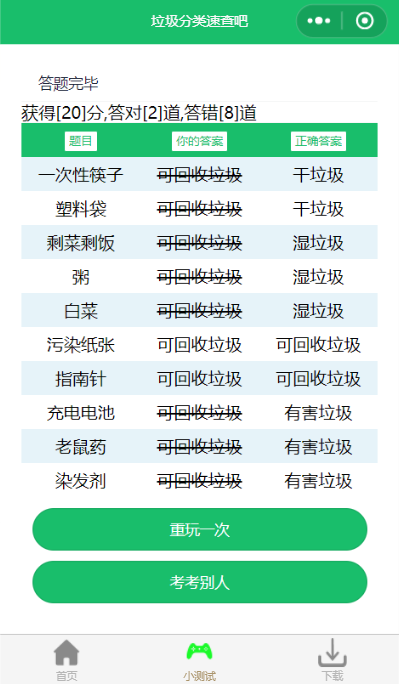 垃圾分类速查吧
答题完毕
获得[20]分,答对[2]道,答错[8]道
题目 你的答案 正确答案
一次性筷子 可回收垃圾 干垃圾
塑料袋 可回收垃圾 干垃圾
剩菜剩饭 可回收垃圾 湿垃圾
粥 可回收垃圾 湿垃圾
白菜 可回收垃圾 湿垃圾
污染纸张 可回收垃圾 可回收垃圾
指南针 可回收垃圾 可回收垃圾
充电电池 可回收垃圾 有害垃圾
老鼠药 可回收垃圾 有害垃圾
染发剂 可回收垃圾 有害垃圾
重玩一次
考考别人
首页 小测试 下载